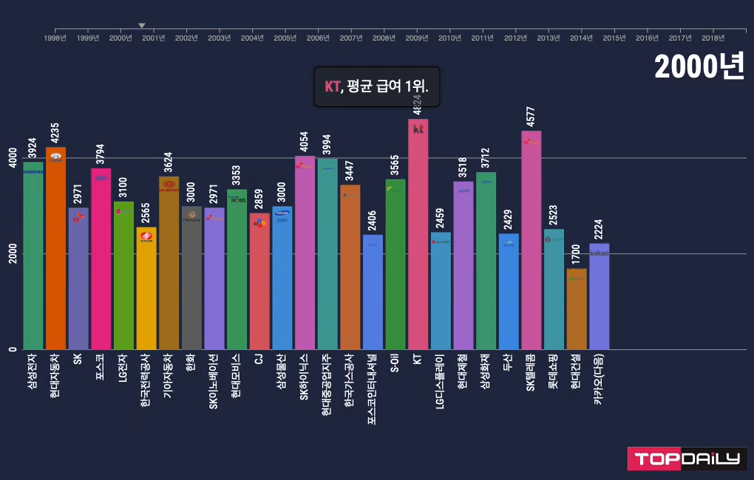 1998년 1999년 2000년 2001년 2002년 2003년 2004년 2005년 2006년 2007년 2008년 2009년 2010년 2011년 2012년 2013년 2014년 2015년 2016년 2017년 2018년
2000년
KT, 평균 급여 1위.
4000
2000
0
3924
4235
2971
3794
3100
2565
3624
3000
2971
3353
2859
3000
4054
3994
3447
2406
3565
4824
2459
3518
3712
2429
4577
2523
1700
2224
kt
kakao
삼성전자
현대자동차
SK
포스코
LG전자
한국전력공사
기아자동차
한화
SK이노베이션
현대모비스
CJ
삼성물산
SK하이닉스
현대중공업지주
한국가스공사
포스코인터내셔널
S-Oil
KT
LG디스플레이
현대제철
삼성화재
두산
SK텔레콤
롯데쇼핑
현대건설
카카오(다음)
TOPDAILY